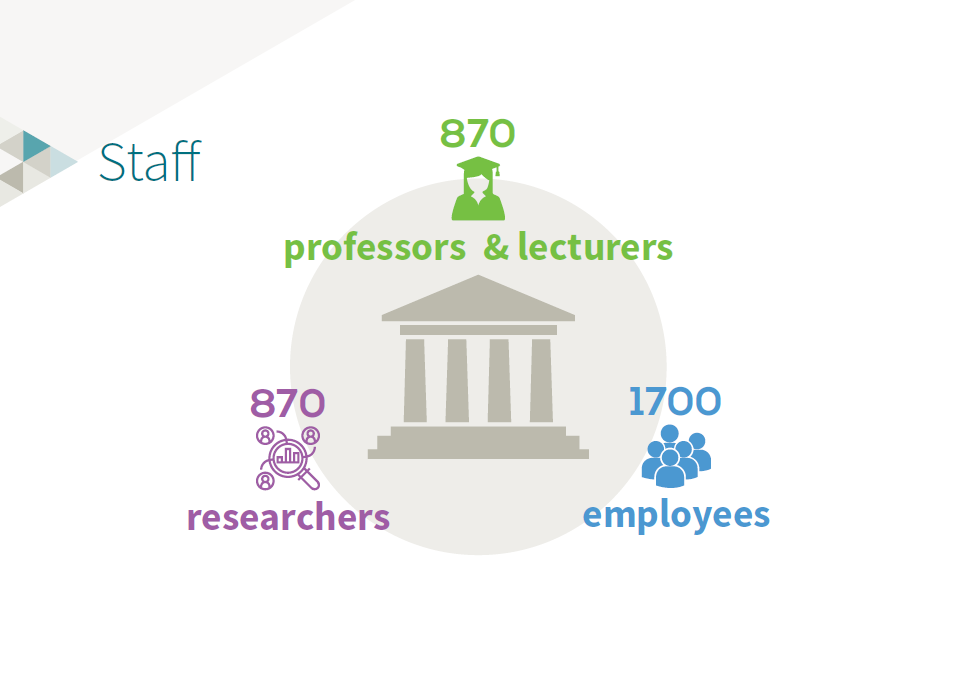 Staff
870
professors & lecturers
870
researchers
1700
employees